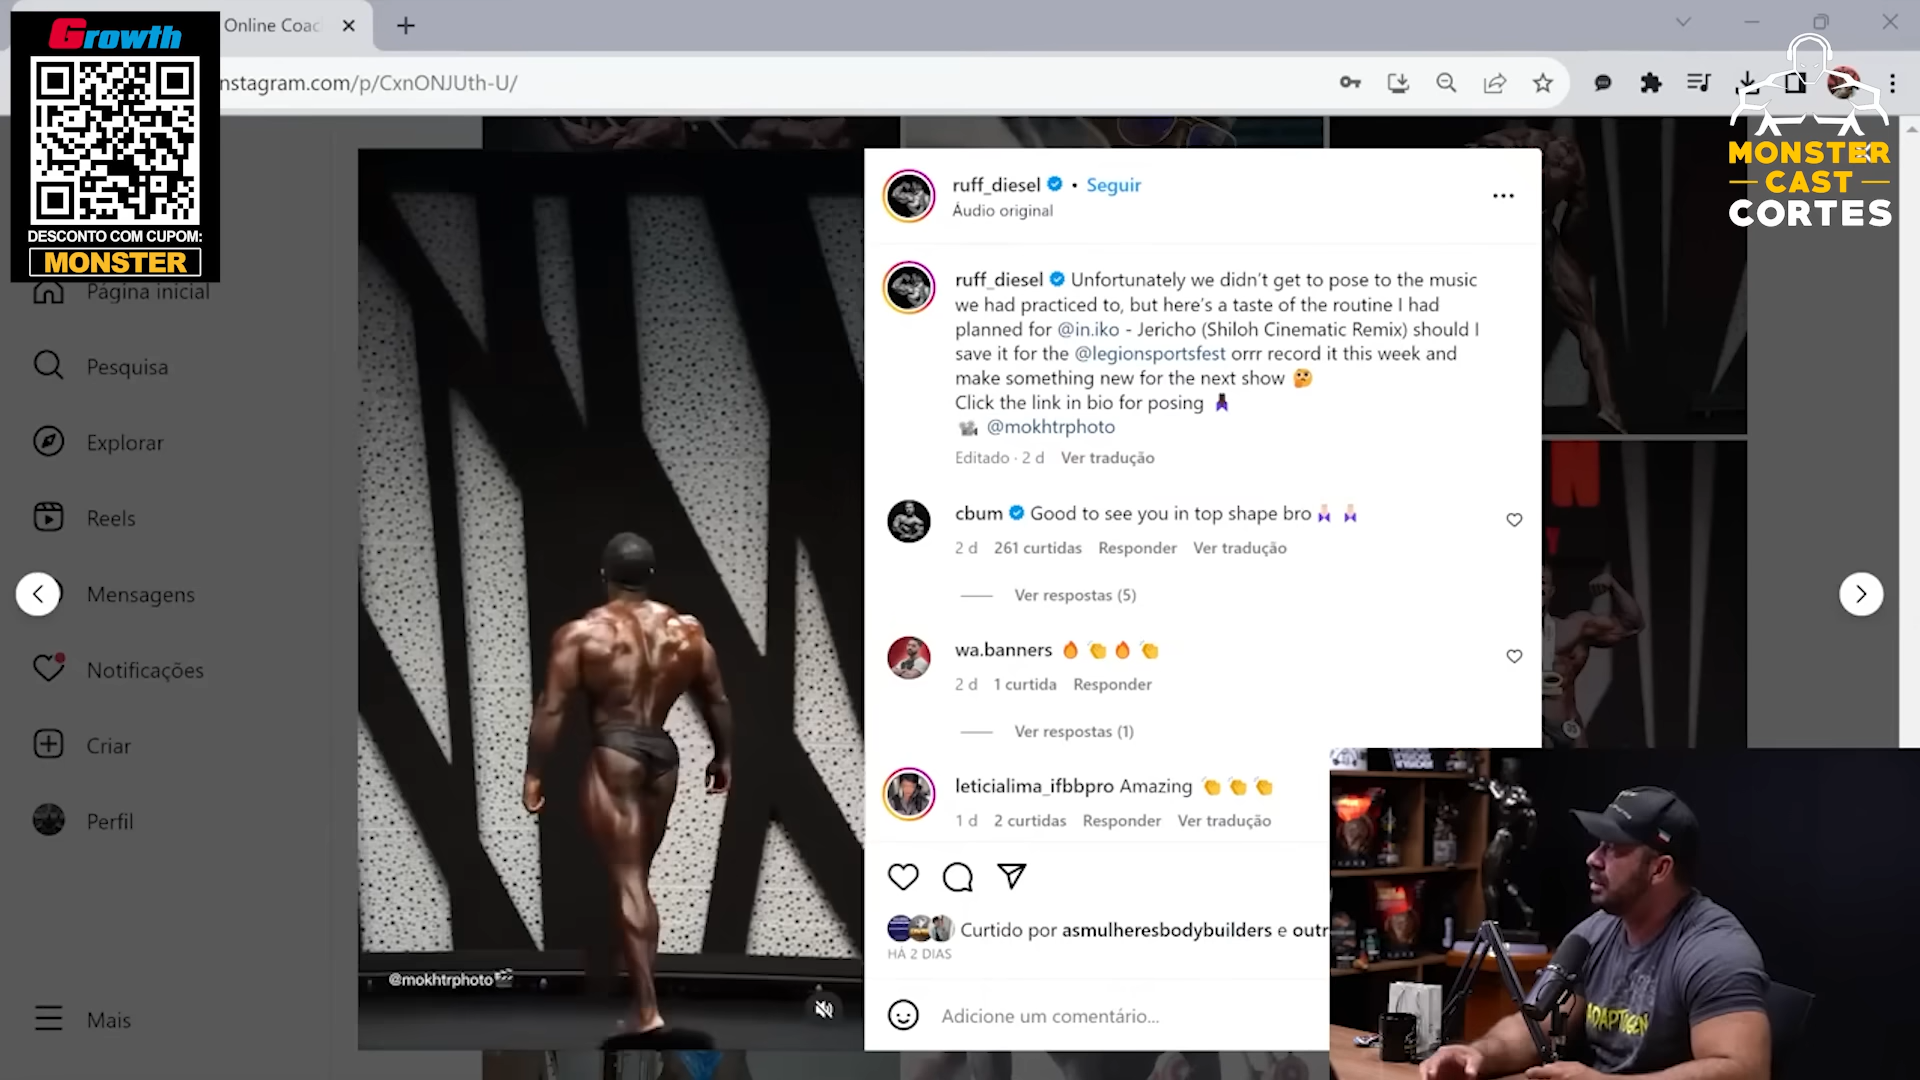 Growth
DESCONTO COM CUPOM:
MONSTER
Online Coac
nstagram.com/p/CxnONJUth-U/
MONSTER
CAST
CORTES
Página inicial
Pesquisa
Explorar
Reels
Mensagens
Notificações
Criar
Perfil
Mais
@mokhtrphoto
ruff_diesel • Seguir
Áudio original
ruff_diesel Unfortunately we didn’t get to pose to the music
we had practiced to, but here’s a taste of the routine I had
planned for @in.iko - Jericho (Shiloh Cinematic Remix) should I
save it for the @legionsportsfest orrr record it this week and
make something new for the next show 🤔
Click the link in bio for posing
📽 @mokhtrphoto
Editado · 2 d Ver tradução
cbum Good to see you in top shape bro
2 d 261 curtidas Responder Ver tradução
Ver respostas (5)
wa.banners 🔥 👏 🔥 👏
2 d 1 curtida Responder
Ver respostas (1)
leticialima_ifbbpro Amazing 👏 👏 👏
1 d 2 curtidas Responder Ver tradução
Curtido por asmulheresbodybuilders e outr
HÁ 2 DIAS
Adicione um comentário...
ADAPTOGEN